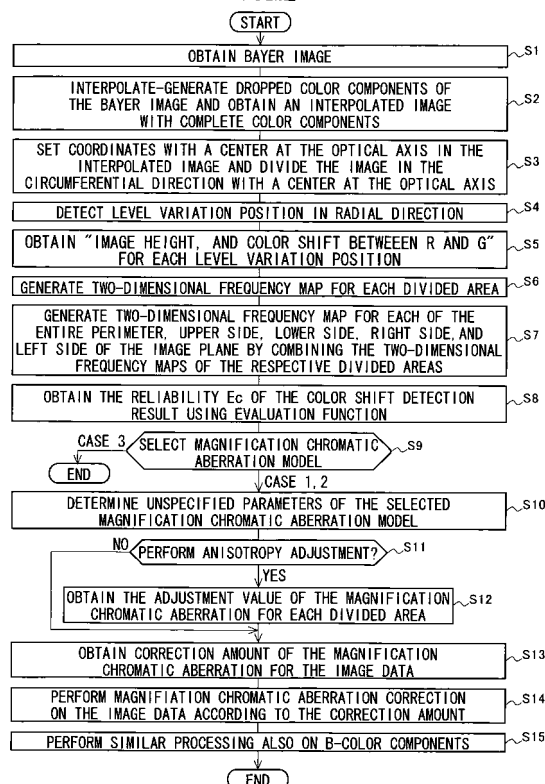 START
OBTAIN BAYER IMAGE
S1
INTERPOLATE-GENERATE DROPPED COLOR COMPONENTS OF
THE BAYER IMAGE AND OBTAIN AN INTERPOLATED IMAGE
WITH COMPLETE COLOR COMPONENTS
S2
SET COORDINATES WITH A CENTER AT THE OPTICAL AXIS IN THE
INTERPOLATED IMAGE AND DIVIDE THE IMAGE IN THE
CIRCUMFERENTIAL DIRECTION WITH A CENTER AT THE OPTICAL AXIS
S3
DETECT LEVEL VARIATION POSITION IN RADIAL DIRECTION
S4
OBTAIN "IMAGE HEIGHT, AND COLOR SHIFT BETWEEEN R AND G"
FOR EACH LEVEL VARIATION POSITION
S5
GENERATE TWO-DIMENSIONAL FREQUENCY MAP FOR EACH DIVIDED AREA
S6
GENERATE TWO-DIMENSIONAL FREQUENCY MAP FOR EACH OF THE
ENTIRE PERIMETER, UPPER SIDE, LOWER SIDE, RIGHT SIDE, AND
LEFT SIDE OF THE IMAGE PLANE BY COMBINING THE TWO-DIMENSIONAL
FREQUENCY MAPS OF THE RESPECTIVE DIVIDED AREAS
S7
OBTAIN THE RELIABILITY Ec OF THE COLOR SHIFT DETECTION
RESULT USING EVALUATION FUNCTION
S8
CASE 3
SELECT MAGNIFICATION CHROMATIC
ABERRATION MODEL
S9
END
CASE 1, 2
DETERMINE UNSPECIFIED PARAMETERS OF THE SELECTED
MAGNIFICATION CHROMATIC ABERRATION MODEL
S10
NO
PERFORM ANISOTROPY ADJUSTMENT?
S11
YES
OBTAIN THE ADJUSTMENT VALUE OF THE MAGNIFICATION
CHROMATIC ABERRATION FOR EACH DIVIDED AREA
S12
OBTAIN CORRECTION AMOUNT OF THE MAGNIFICATION
CHROMATIC ABERRATION FOR THE IMAGE DATA
S13
PERFORM MAGNIFIATION CHROMATIC ABERRATION CORRECTION
ON THE IMAGE DATA ACCORDING TO THE CORRECTION AMOUNT
S14
PERFORM SIMILAR PROCESSING ALSO ON B-COLOR COMPONENTS
S15
END